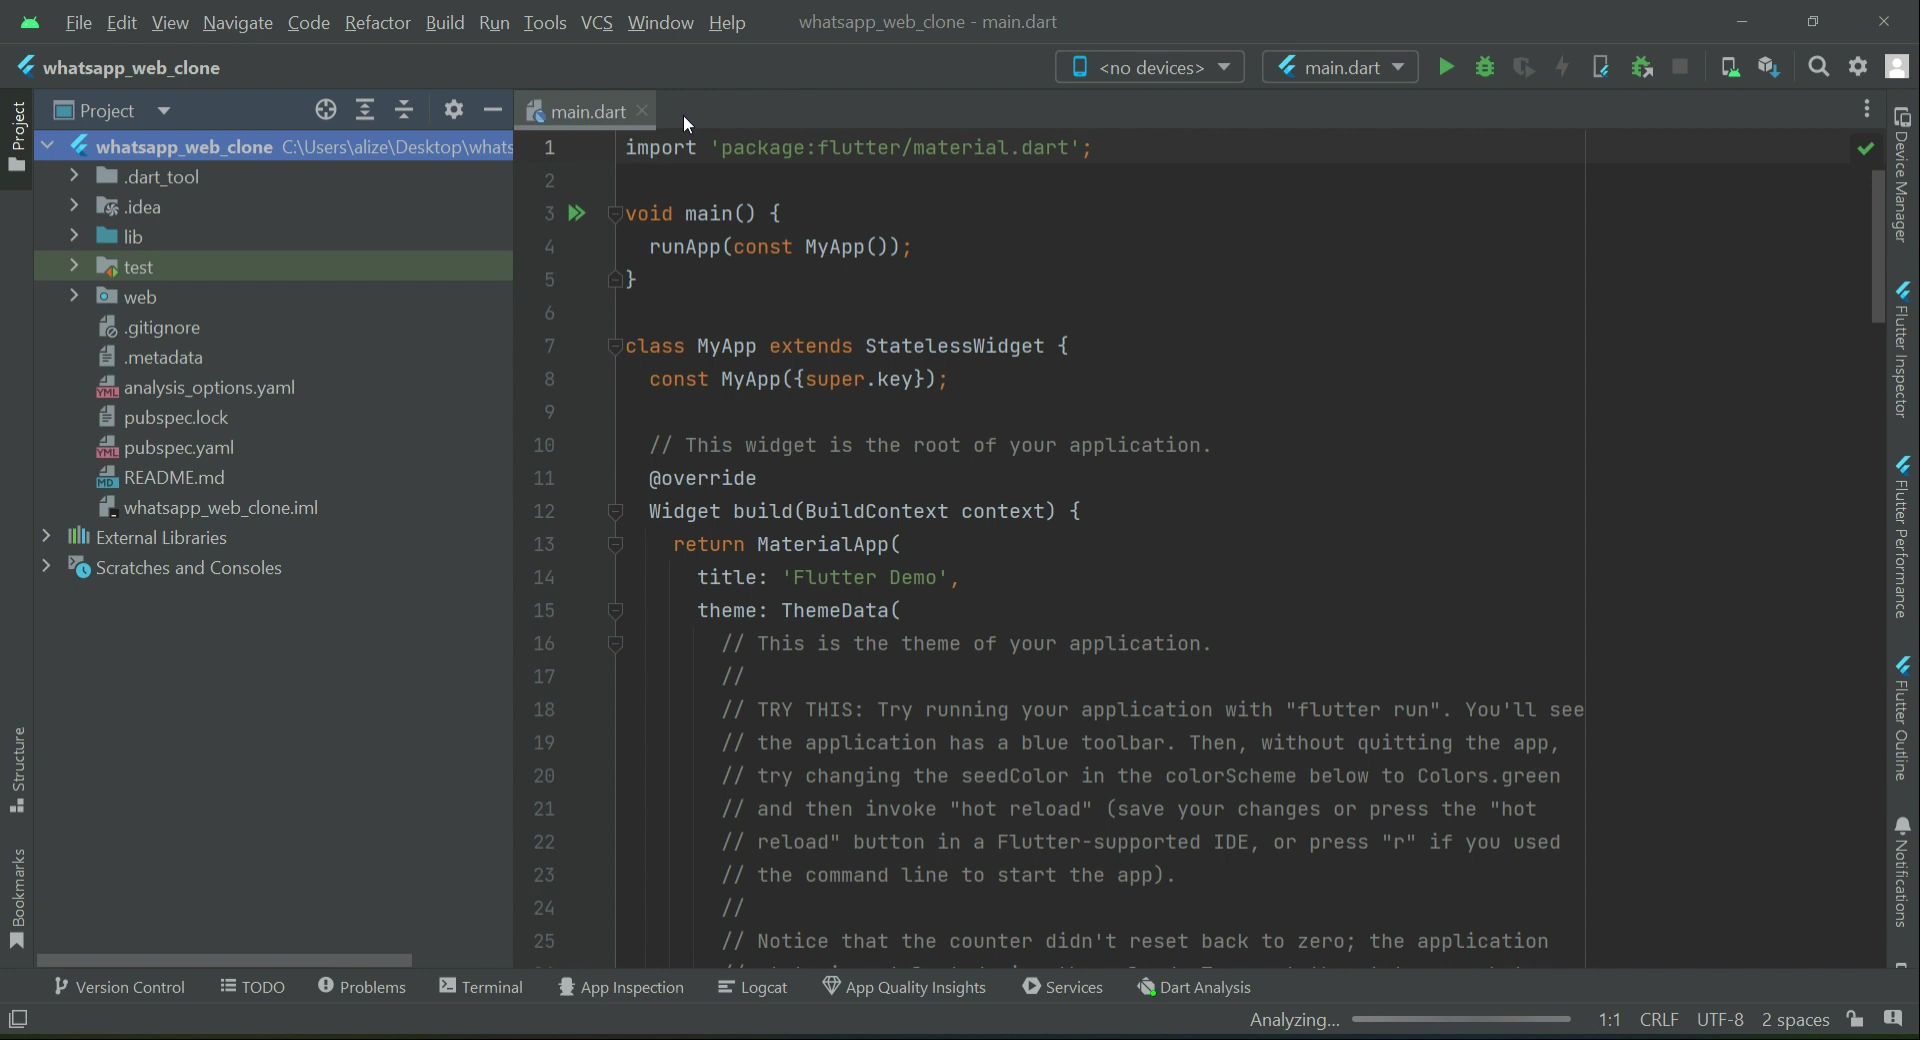 File Edit View Navigate Code Refactor Build Run Tools VCS Window Help whatsapp_web_clone - main.dart
whatsapp_web_clone <no devices> main.dart
Project
Project
main.dart
whatsapp_web_clone C:\Users\alize\Desktop\whats
.dart_tool
.idea
lib
test
web
.gitignore
.metadata
analysis_options.yaml
pubspec.lock
pubspec.yaml
README.md
whatsapp_web_clone.iml
External Libraries
Scratches and Consoles
Structure
Bookmarks
1 import 'package:flutter/material.dart';
2
3 void main() {
4 runApp(const MyApp());
5 }
6
7 class MyApp extends StatelessWidget {
8 const MyApp({super.key});
9
10 // This widget is the root of your application.
11 @override
12 Widget build(BuildContext context) {
13 return MaterialApp(
14 title: 'Flutter Demo',
15 theme: ThemeData(
16 // This is the theme of your application.
17 //
18 // TRY THIS: Try running your application with "flutter run". You'll see
19 // the application has a blue toolbar. Then, without quitting the app,
20 // try changing the seedColor in the colorScheme below to Colors.green
21 // and then invoke "hot reload" (save your changes or press the "hot
22 // reload" button in a Flutter-supported IDE, or press "r" if you used
23 // the command line to start the app).
24 //
25 // Notice that the counter didn't reset back to zero; the application
Device Manager
Flutter Inspector
Flutter Performance
Flutter Outline
Notifications
Version Control TODO Problems Terminal App Inspection Logcat App Quality Insights Services Dart Analysis
Analyzing... 1:1 CRLF UTF-8 2 spaces